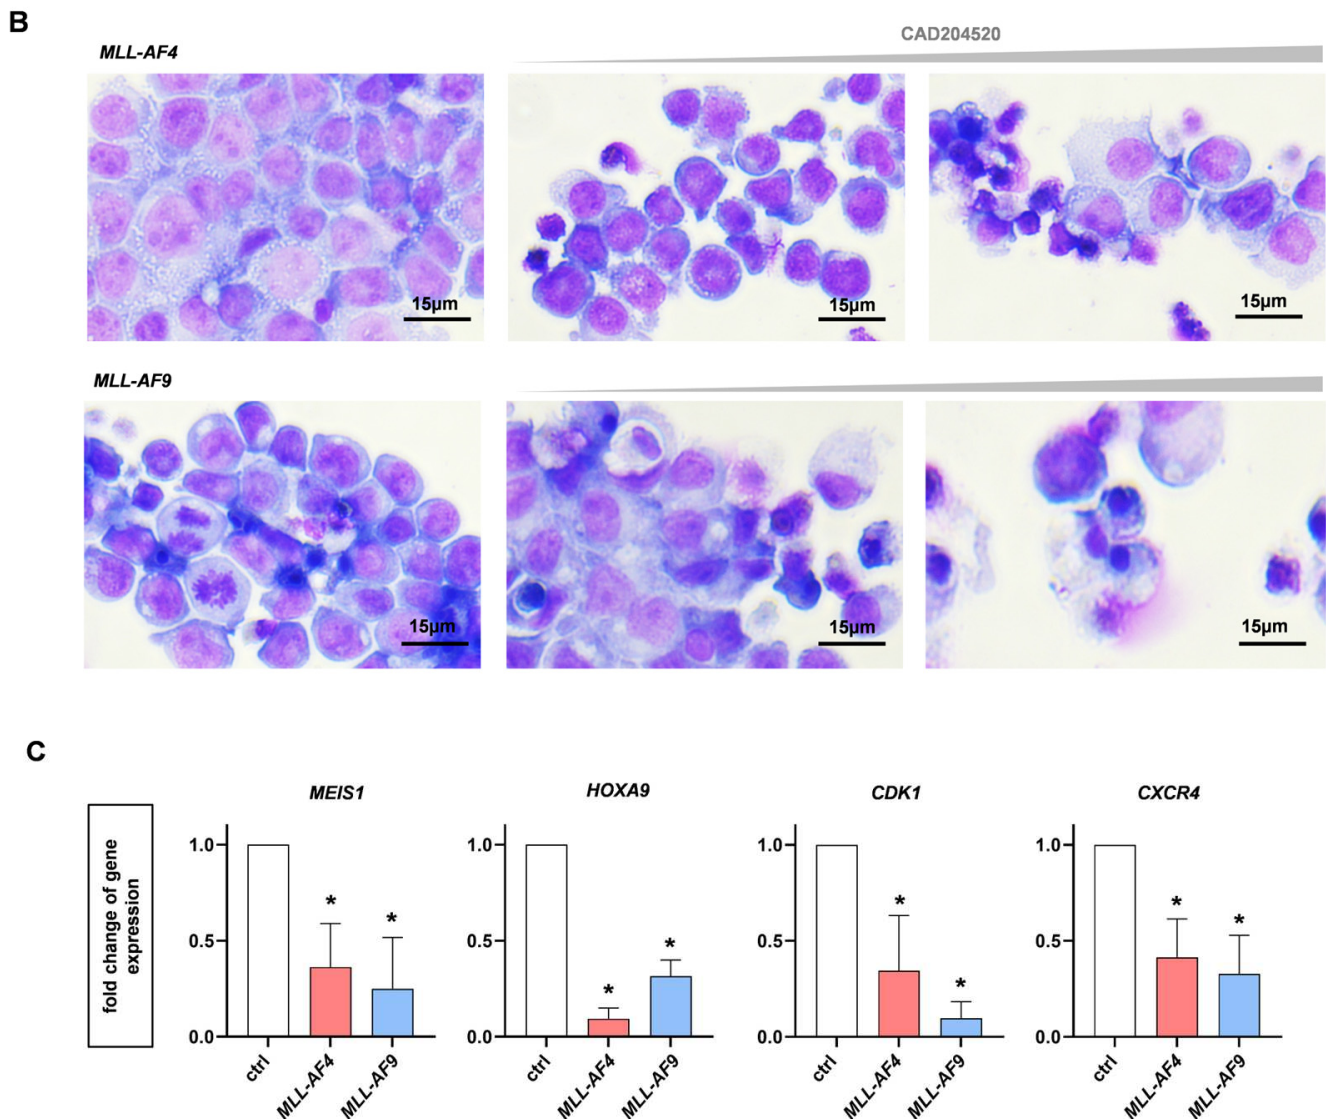 B
CAD204520
MLL-AF4
15µm
15µm
15µm
MLL-AF9
15µm
15µm
15µm
C
fold change of gene
expression
MEIS1
1.0
0.5
0.0
ctrl
MLL-AF4
MLL-AF9
*
*
HOXA9
1.0
0.5
0.0
ctrl
MLL-AF4
MLL-AF9
*
*
CDK1
1.0
0.5
0.0
ctrl
MLL-AF4
MLL-AF9
*
*
CXCR4
1.0
0.5
0.0
ctrl
MLL-AF4
MLL-AF9
*
*